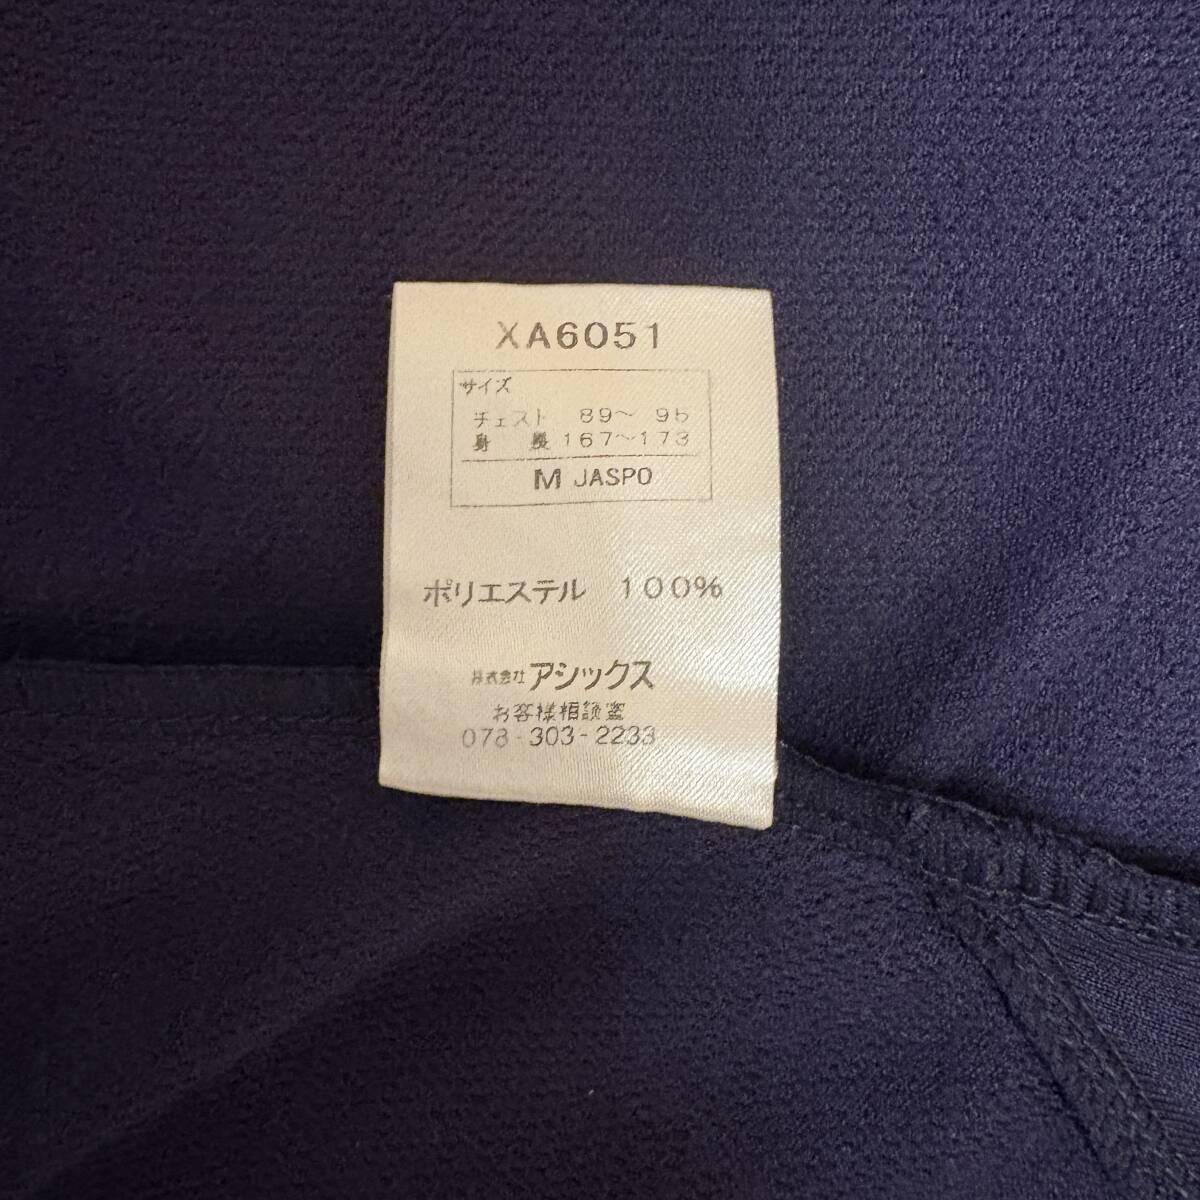 XA6051
サイズ
チェスト 89～ 95
身 長 167～173
M JASPO
ポリエステル 100%
株式会社 アシックス
お客様相談室
078-303-2233